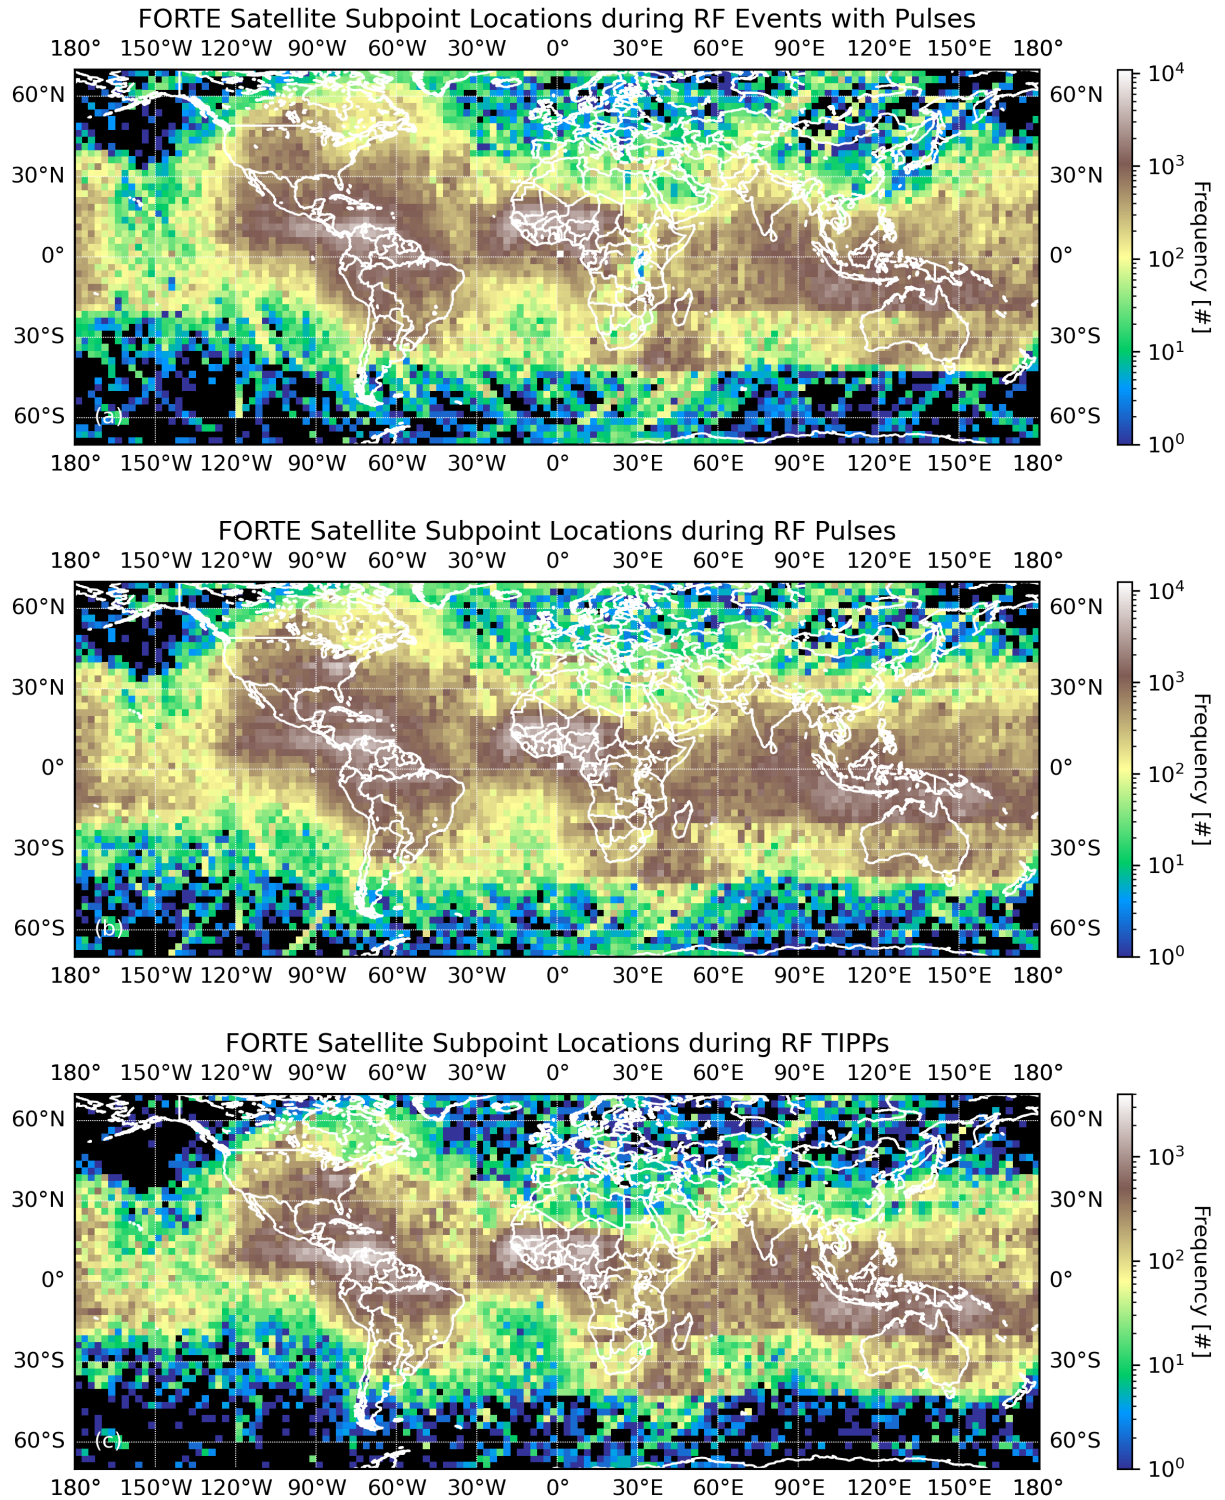 FORTE Satellite Subpoint Locations during RF Events with Pulses
180° 150°W 120°W 90°W 60°W 30°W 0° 30°E 60°E 90°E 120°E 150°E 180°
60°N 60°N 10⁴
30°N 30°N 10³
0° 0° 10² Frequency [#]
30°S 30°S 10¹
(a)
60°S 60°S 10⁰
180° 150°W 120°W 90°W 60°W 30°W 0° 30°E 60°E 90°E 120°E 150°E 180°
FORTE Satellite Subpoint Locations during RF Pulses
180° 150°W 120°W 90°W 60°W 30°W 0° 30°E 60°E 90°E 120°E 150°E 180°
60°N 60°N 10⁴
30°N 30°N 10³
0° 0° 10² Frequency [#]
30°S 30°S 10¹
(b)
60°S 60°S 10⁰
180° 150°W 120°W 90°W 60°W 30°W 0° 30°E 60°E 90°E 120°E 150°E 180°
FORTE Satellite Subpoint Locations during RF TIPPs
180° 150°W 120°W 90°W 60°W 30°W 0° 30°E 60°E 90°E 120°E 150°E 180°
60°N 60°N 10³
30°N 30°N
0° 0° 10² Frequency [#]
30°S 30°S 10¹
(c)
60°S 60°S 10⁰
180° 150°W 120°W 90°W 60°W 30°W 0° 30°E 60°E 90°E 120°E 150°E 180°